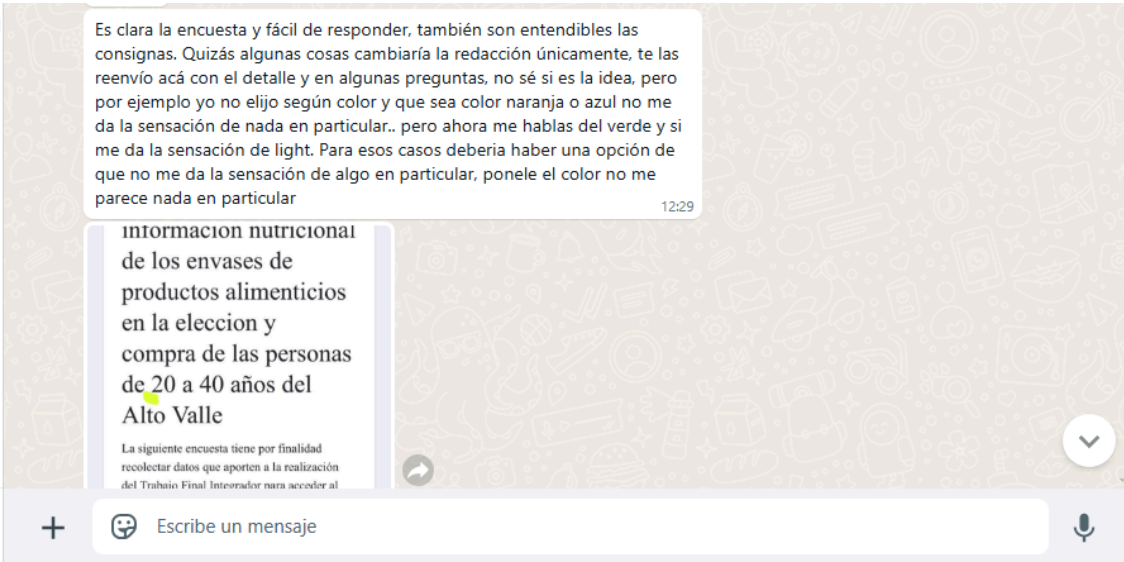 Es clara la encuesta y fácil de responder, también son entendibles las
consignas. Quizás algunas cosas cambiaría la redacción únicamente, te las
reenvío acá con el detalle y en algunas preguntas, no sé si es la idea, pero
por ejemplo yo no elijo según color y que sea color naranja o azul no me
da la sensación de nada en particular.. pero ahora me hablas del verde y si
me da la sensación de light. Para esos casos deberia haber una opción de
que no me da la sensación de algo en particular, ponele el color no me
parece nada en particular
12:29
información nutricional
de los envases de
productos alimenticios
en la eleccion y
compra de las personas
de 20 a 40 años del
Alto Valle
La siguiente encuesta tiene por finalidad
recolectar datos que aporten a la realización
del Trabajo Final Integrador para acceder al
Escribe un mensaje